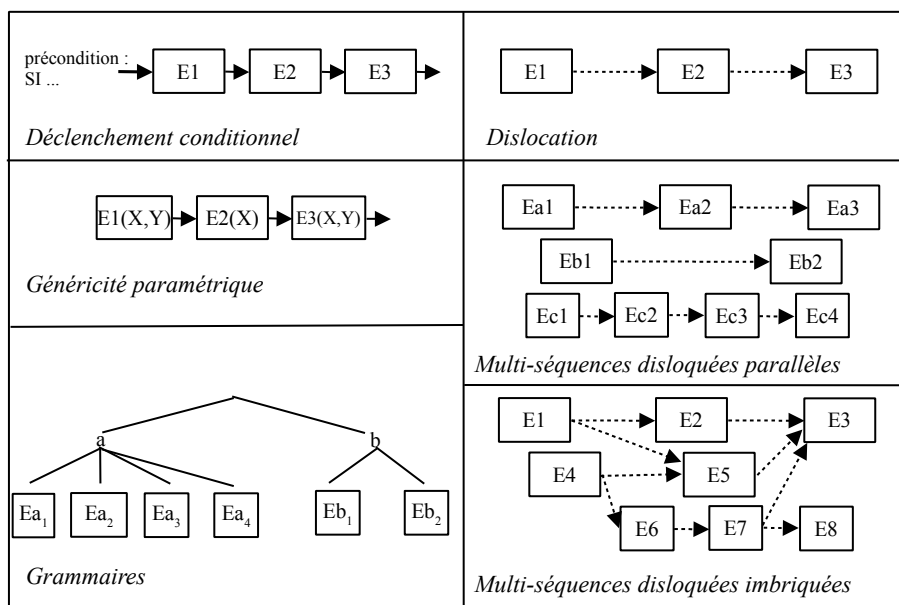 précondition :
SI ...
E1 E2 E3
Déclenchement conditionnel
E1 E2 E3
Dislocation
E1(X,Y) E2(X) E3(X,Y)
Généricité paramétrique
Ea1 Ea2 Ea3
Eb1 Eb2
Ec1 Ec2 Ec3 Ec4
Multi-séquences disloquées parallèles
a b
Ea1 Ea2 Ea3 Ea4 Eb1 Eb2
Grammaires
E1 E2 E3
E4 E5
E6 E7 E8
Multi-séquences disloquées imbriquées